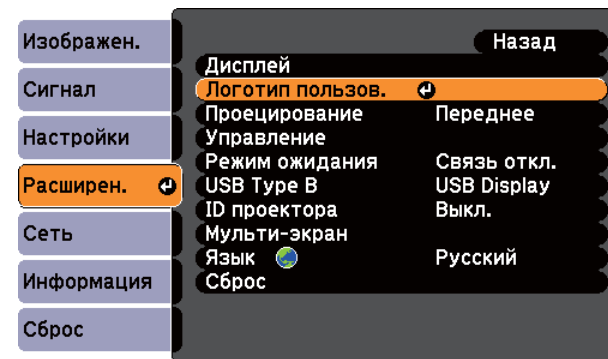 Изображен.
Сигнал
Настройки
Расширен.
Сеть
Информация
Сброс
Назад
Дисплей
Логотип пользов.
Проецирование Переднее
Управление
Режим ожидания Связь откл.
USB Type B USB Display
ID проектора Выкл.
Мульти-экран
Язык Русский
Сброс